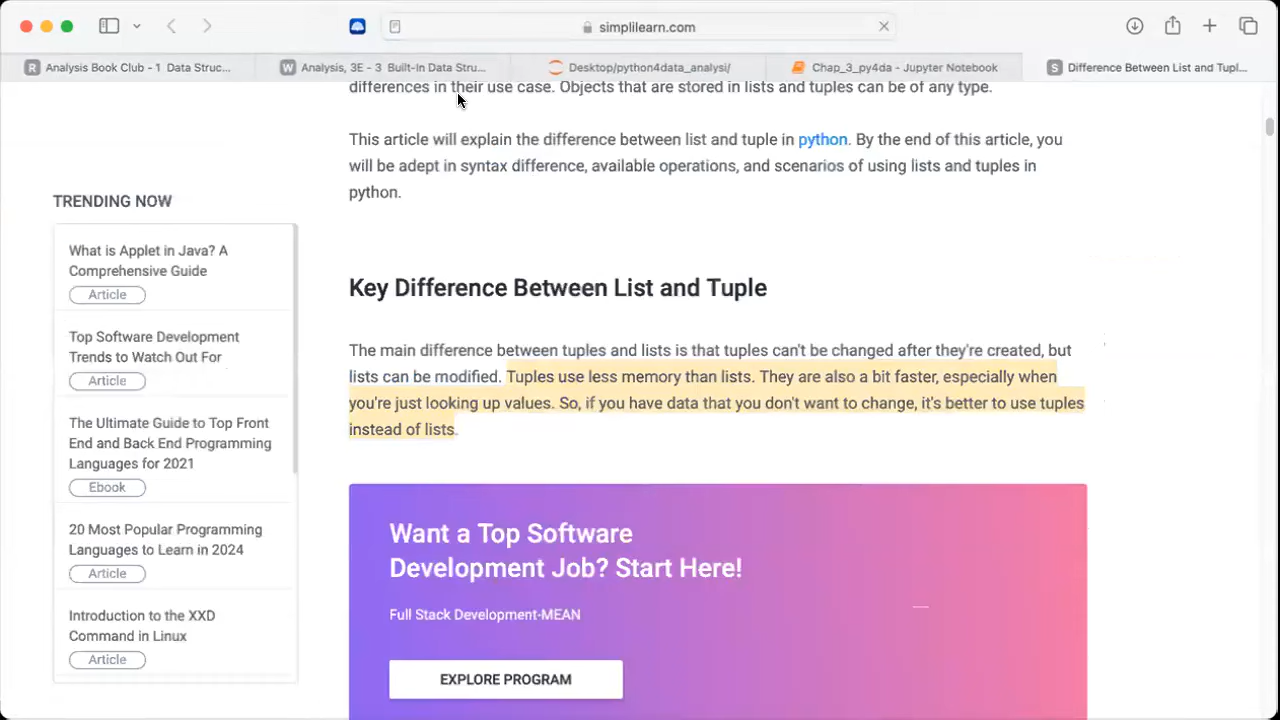 simplilearn.com
R Analysis Book Club - 1 Data Struc...
W Analysis, 3E - 3 Built-In Data Stru...
Desktop/python4data_analysi/
Chap_3_py4da - Jupyter Notebook
S Difference Between List and Tupl...
differences in their use case. Objects that are stored in lists and tuples can be of any type.
This article will explain the difference between list and tuple in python. By the end of this article, you
will be adept in syntax difference, available operations, and scenarios of using lists and tuples in
python.
TRENDING NOW
What is Applet in Java? A
Comprehensive Guide
Article
Top Software Development
Trends to Watch Out For
Article
The Ultimate Guide to Top Front
End and Back End Programming
Languages for 2021
Ebook
20 Most Popular Programming
Languages to Learn in 2024
Article
Introduction to the XXD
Command in Linux
Article
Key Difference Between List and Tuple
The main difference between tuples and lists is that tuples can't be changed after they're created, but
lists can be modified. Tuples use less memory than lists. They are also a bit faster, especially when
you're just looking up values. So, if you have data that you don't want to change, it's better to use tuples
instead of lists.
Want a Top Software
Development Job? Start Here!
Full Stack Development-MEAN
EXPLORE PROGRAM